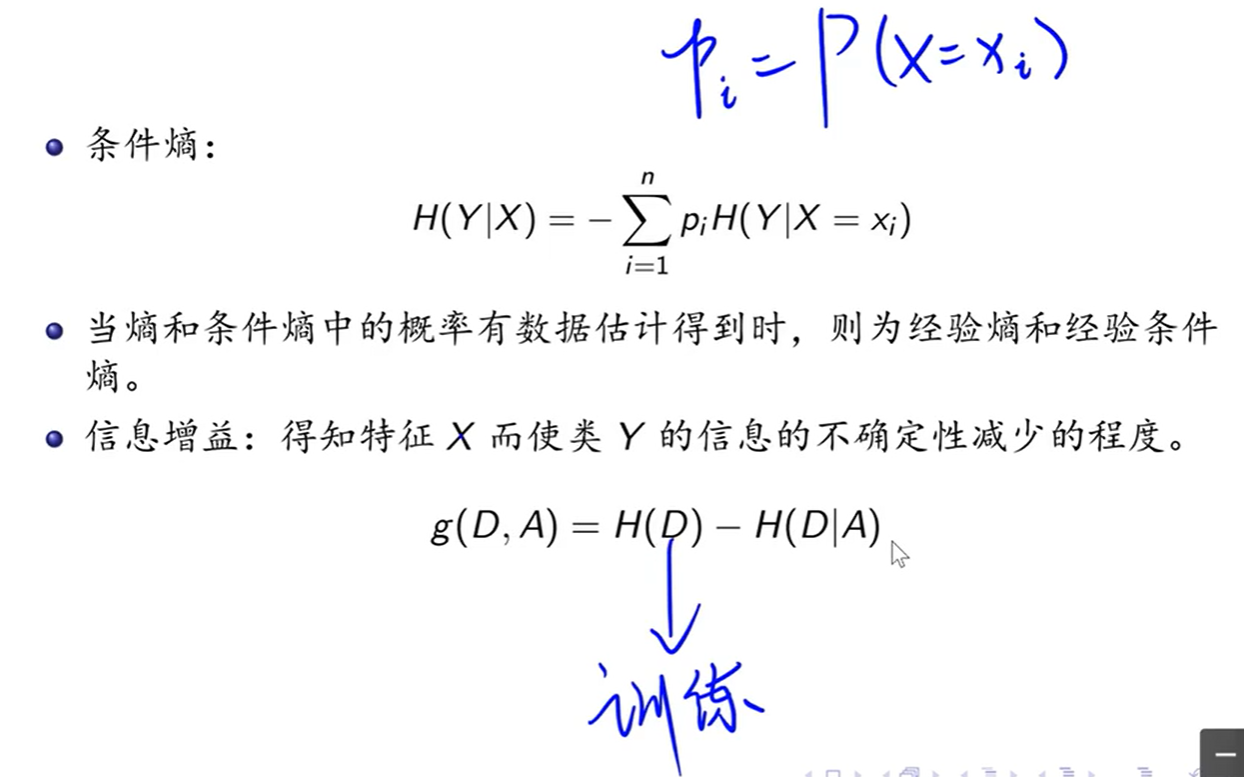 p_i = P(X=x_i)
条件熵：
H(Y|X) = − ∑_{i=1}^{n} p_i H(Y|X = x_i)
当熵和条件熵中的概率有数据估计得到时，则为经验熵和经验条件
熵。
信息增益：得知特征 X 而使类 Y 的信息的不确定性减少的程度。
g(D, A) = H(D) − H(D|A)
训练